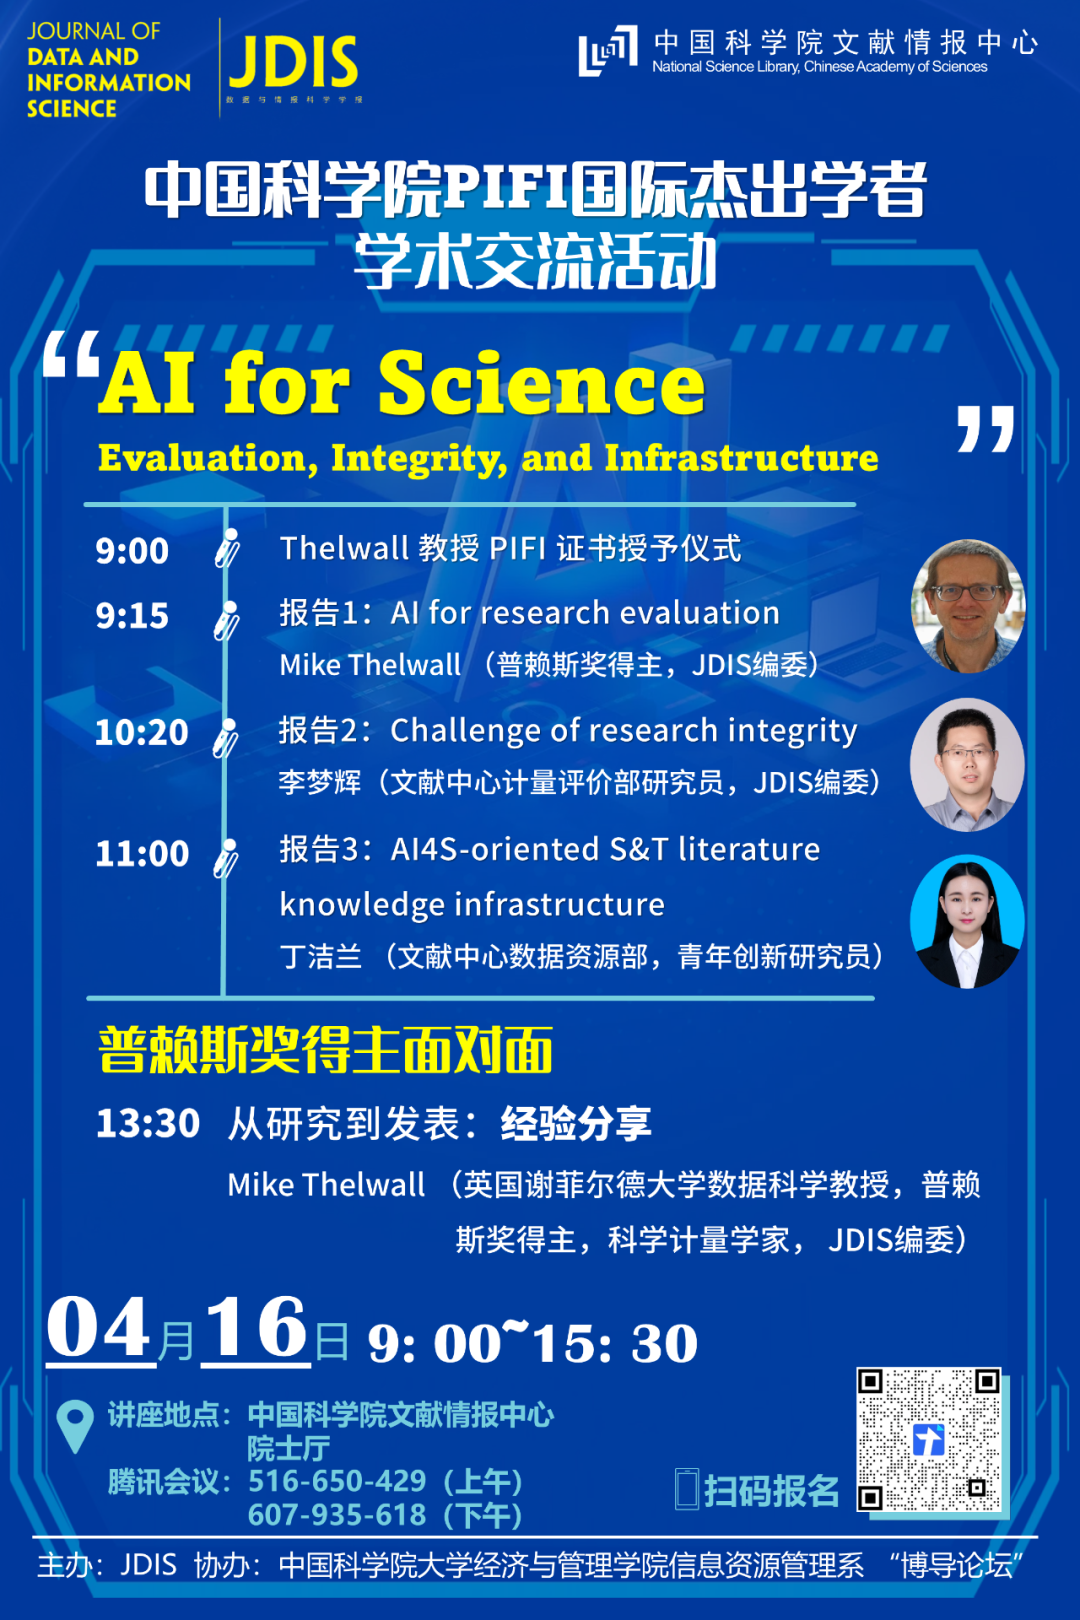 JOURNAL OF
DATA AND
INFORMATION
SCIENCE
JDIS
数据与情报科学学报
中国科学院文献情报中心
National Science Library, Chinese Academy of Sciences
中国科学院PIFI国际杰出学者
学术交流活动
“AI for Science
Evaluation, Integrity, and Infrastructure”
9:00 Thelwall 教授 PIFI 证书授予仪式
9:15 报告1：AI for research evaluation
Mike Thelwall （普赖斯奖得主，JDIS编委）
10:20 报告2：Challenge of research integrity
李梦辉（文献中心计量评价部研究员，JDIS编委）
11:00 报告3：AI4S-oriented S&T literature
knowledge infrastructure
丁洁兰 （文献中心数据资源部，青年创新研究员）
普赖斯奖得主面对面
13:30 从研究到发表：经验分享
Mike Thelwall （英国谢菲尔德大学数据科学教授，普赖
斯奖得主，科学计量学家， JDIS编委）
04月16日 9: 00~15: 30
讲座地点：中国科学院文献情报中心
院士厅
腾讯会议：516-650-429（上午）
607-935-618（下午）
扫码报名
主办：JDIS 协办：中国科学院大学经济与管理学院信息资源管理系 “博导论坛”